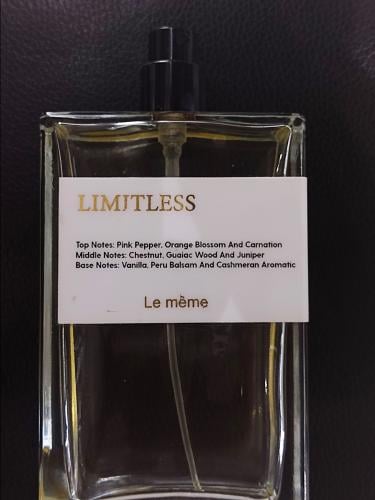 LIMITLESS
Top Notes: Pink Pepper, Orange Blossom And Carnation
Middle Notes: Chestnut, Guaiac Wood And Juniper
Base Notes: Vanilla, Peru Balsam And Cashmeran Aromatic
Le mème